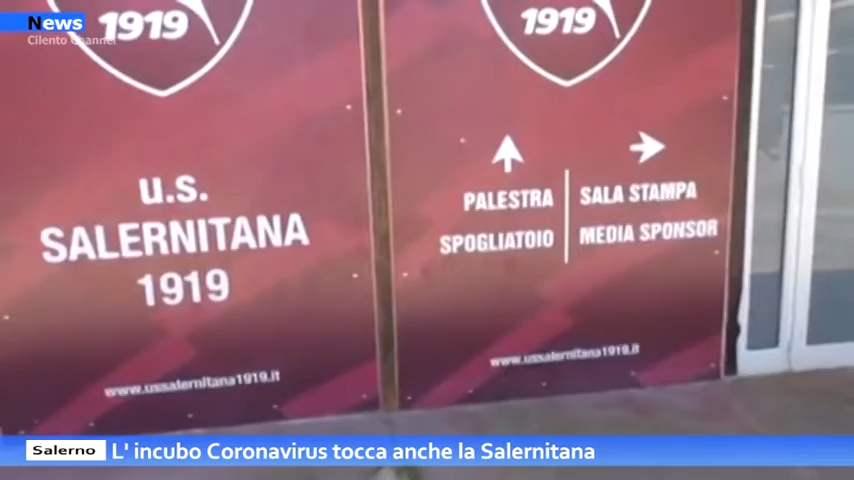 News
Cilento Channel
1919
1919
U.S.
SALERNITANA
1919
www.ussalernitana1919.it
PALESTRA
SPOGLIATOIO
SALA STAMPA
MEDIA SPONSOR
www.ussalernitana1919.it
Salerno
L' incubo Coronavirus tocca anche la Salernitana